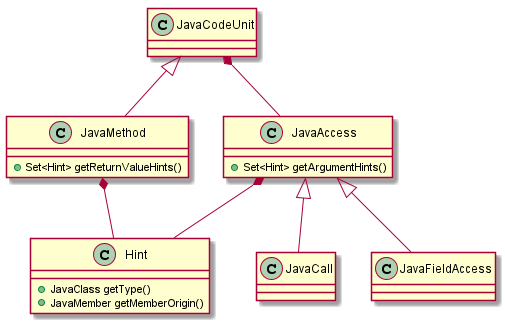 C JavaCodeUnit
C JavaMethod
Set<Hint> getReturnValueHints()
C JavaAccess
Set<Hint> getArgumentHints()
C Hint
JavaClass getType()
JavaMember getMemberOrigin()
C JavaCall
C JavaFieldAccess